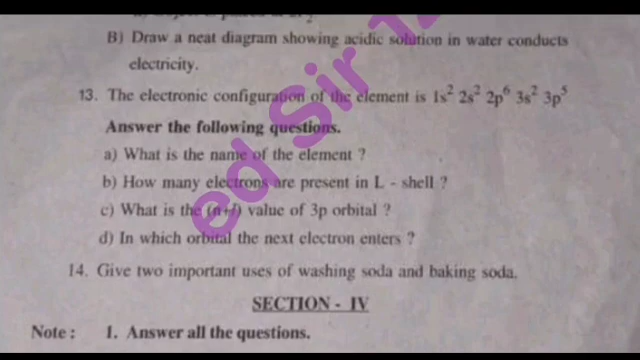 B) Draw a neat diagram showing acidic solution in water conducts
electricity.
13. The electronic configuration of the element is 1s² 2s² 2p⁶ 3s² 3p⁵
Answer the following questions.
a) What is the name of the element ?
b) How many electrons are present in L - shell ?
c) What is the (n+l) value of 3p orbital ?
d) In which orbital the next electron enters ?
14. Give two important uses of washing soda and baking soda.
SECTION - IV
Note : 1. Answer all the questions.
ed Sir